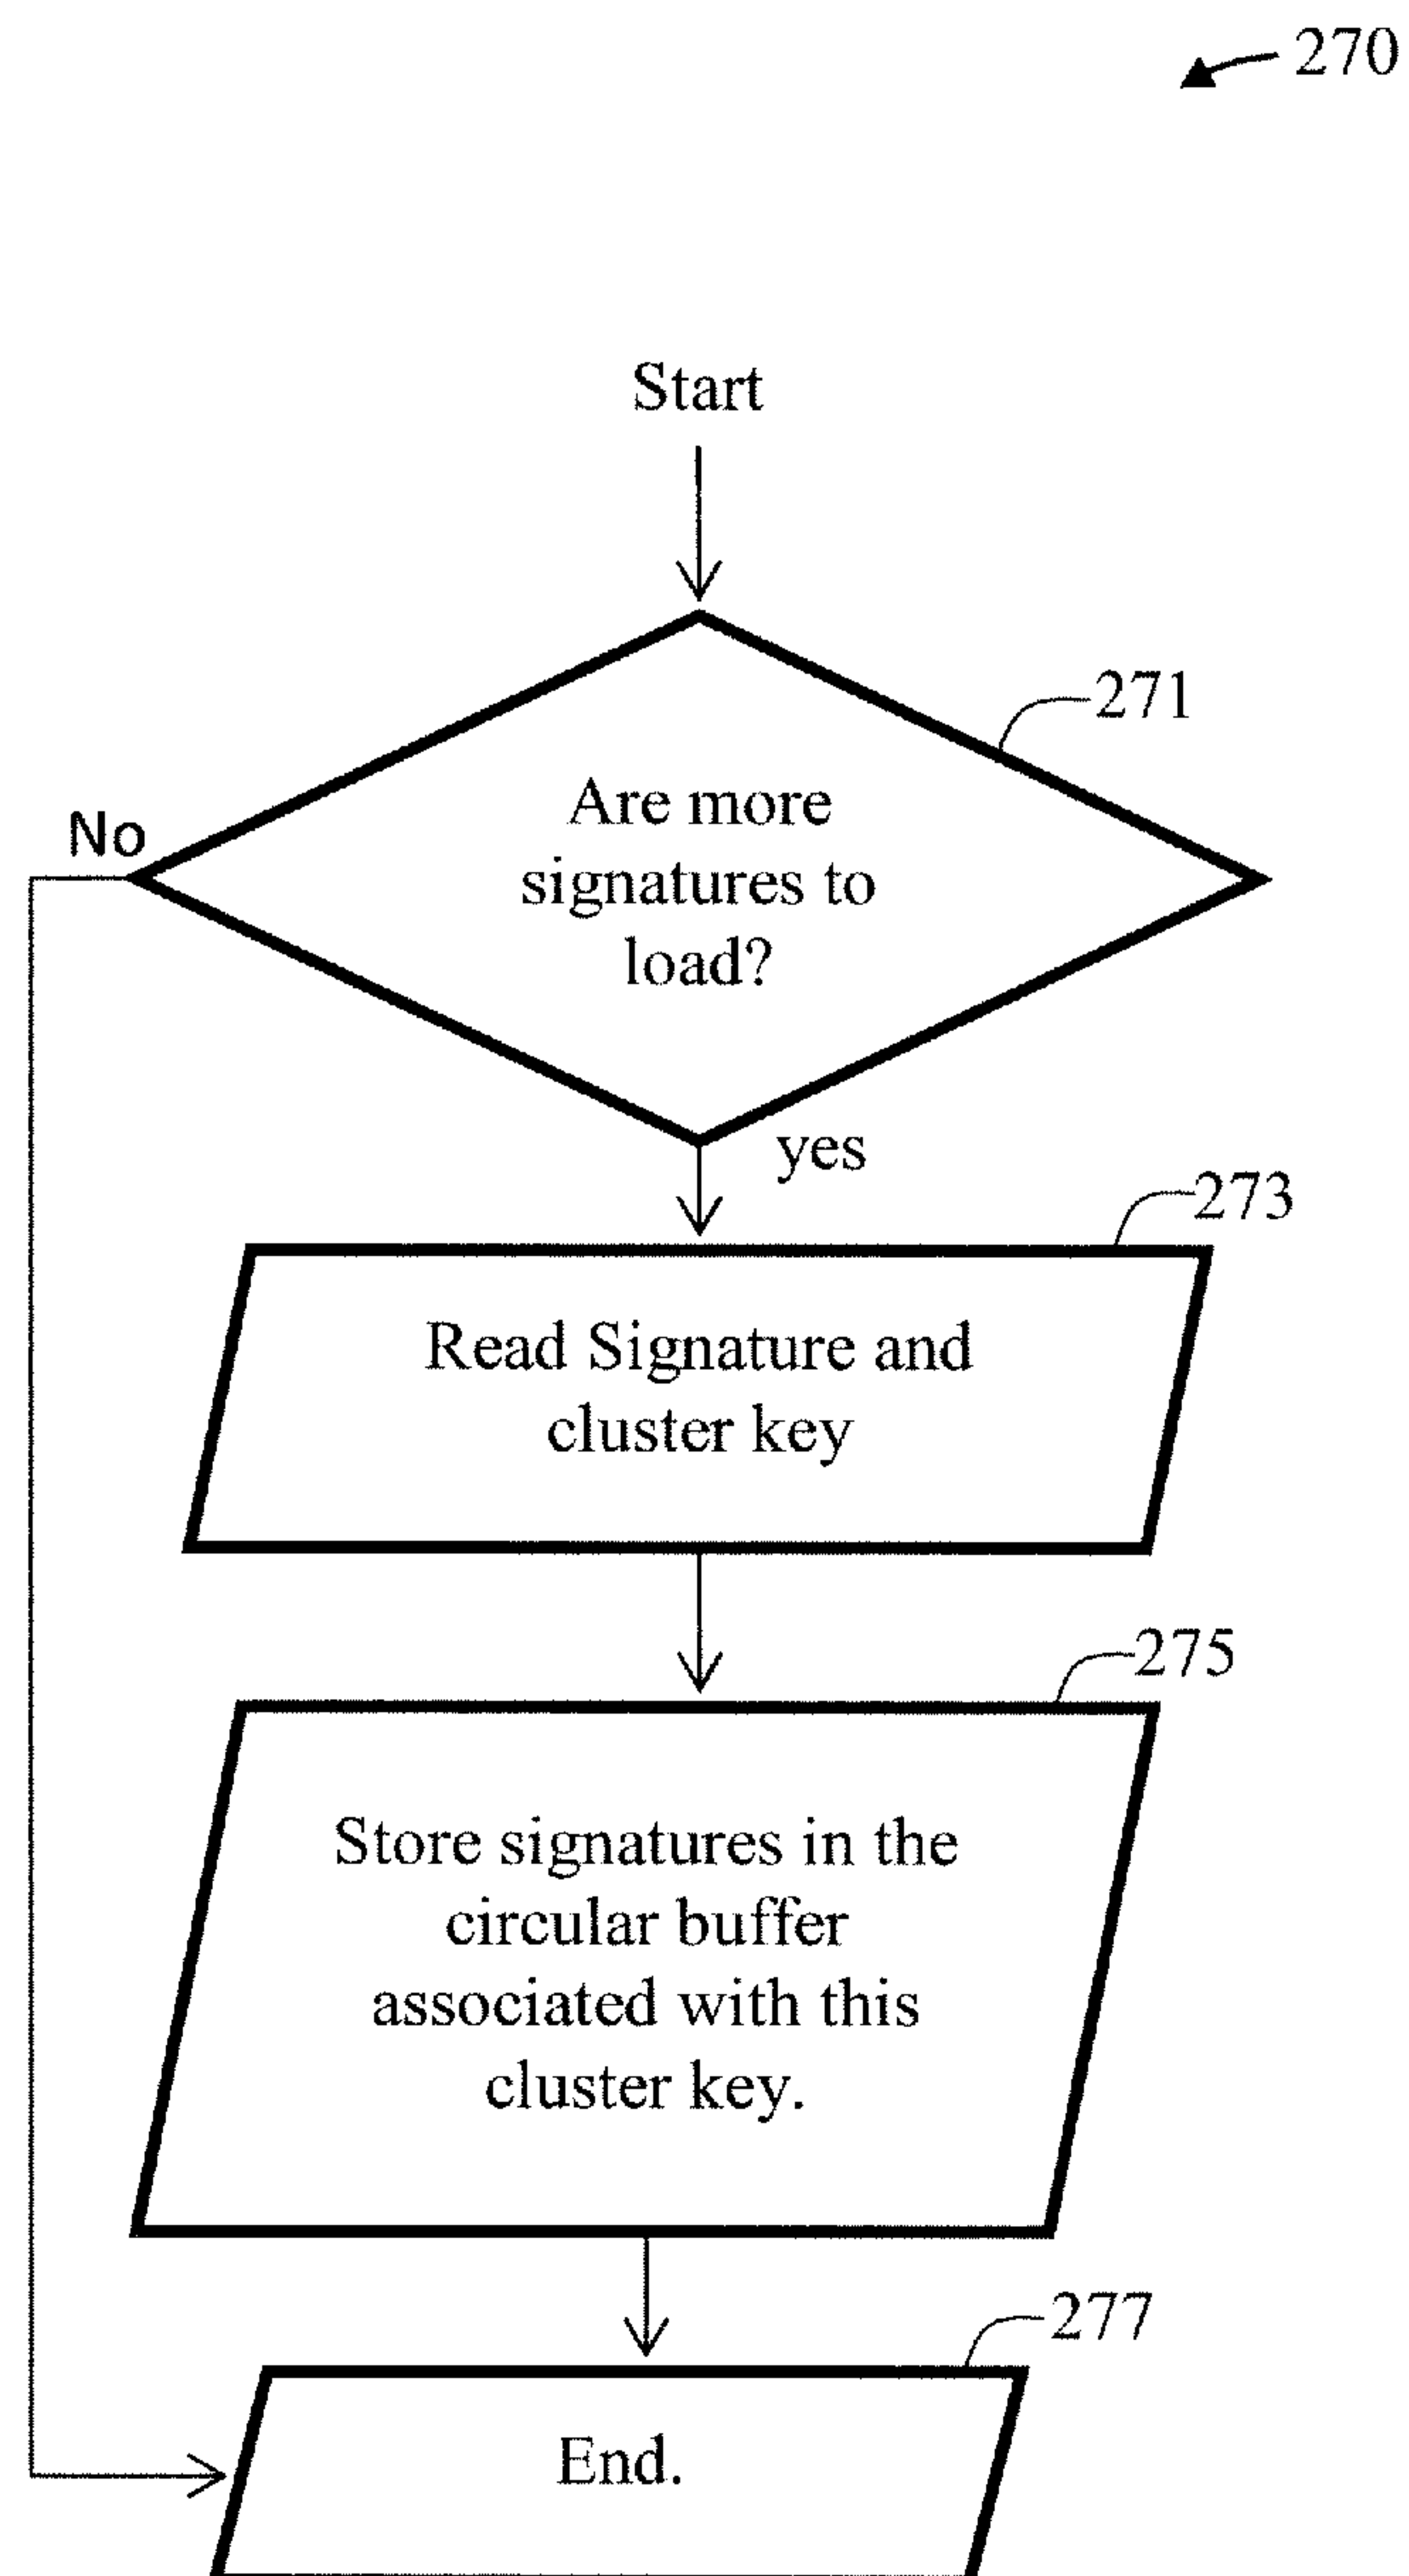 270
Start
271
Are more
signatures to
load?
No
yes
273
Read Signature and
cluster key
275
Store signatures in the
circular buffer
associated with this
cluster key.
277
End.